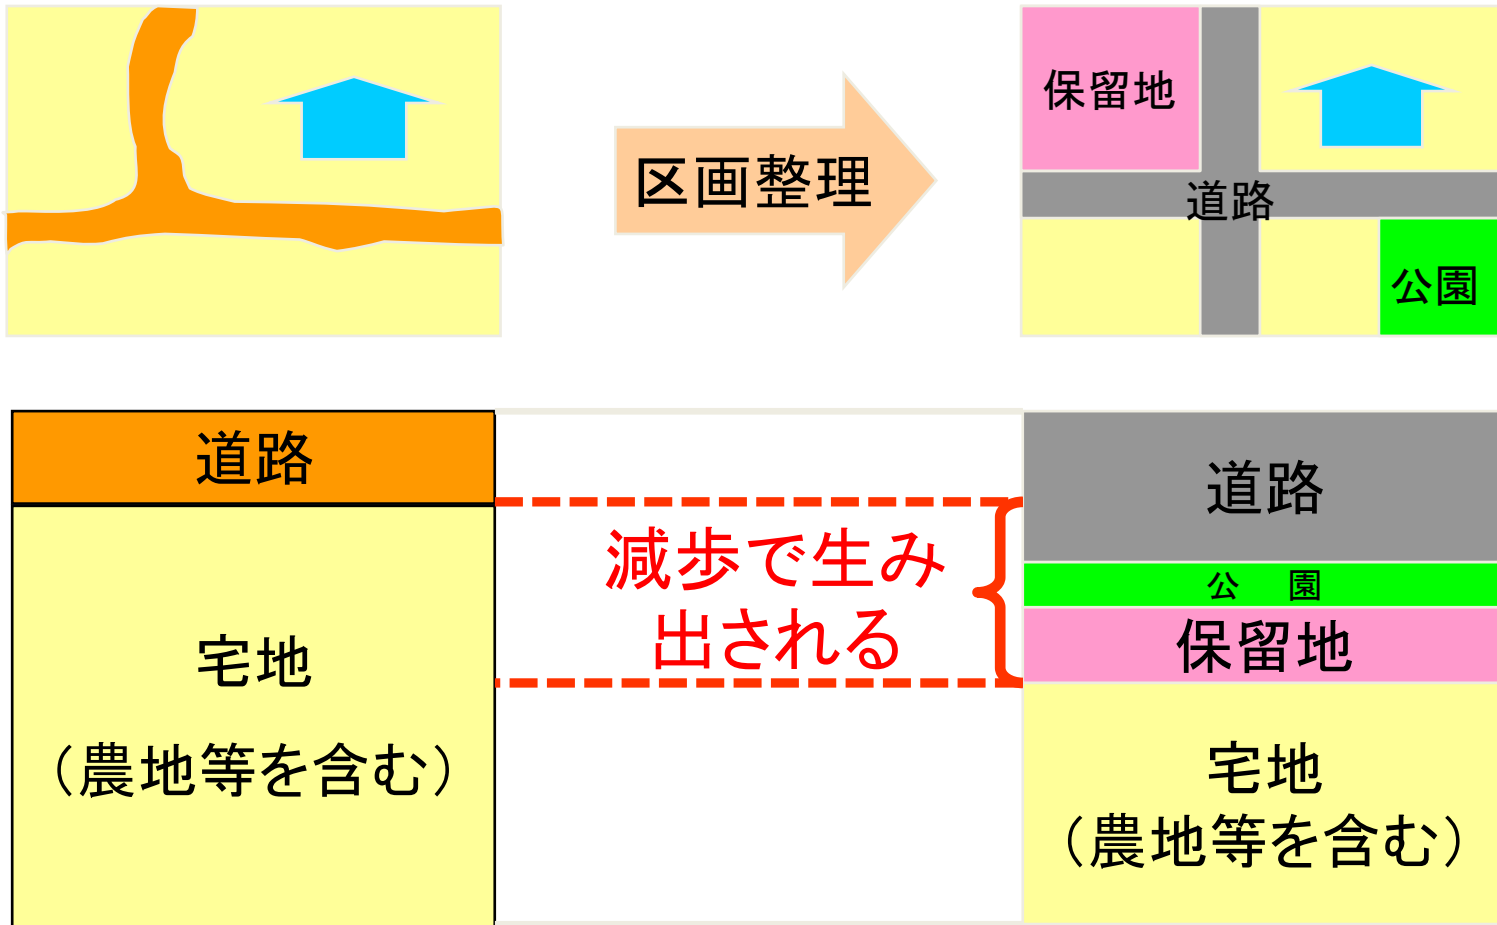 保留地
区画整理
道路
公園
道路
道路
減歩で生み
出される
公　園
保留地
宅地
（農地等を含む）
宅地
（農地等を含む）